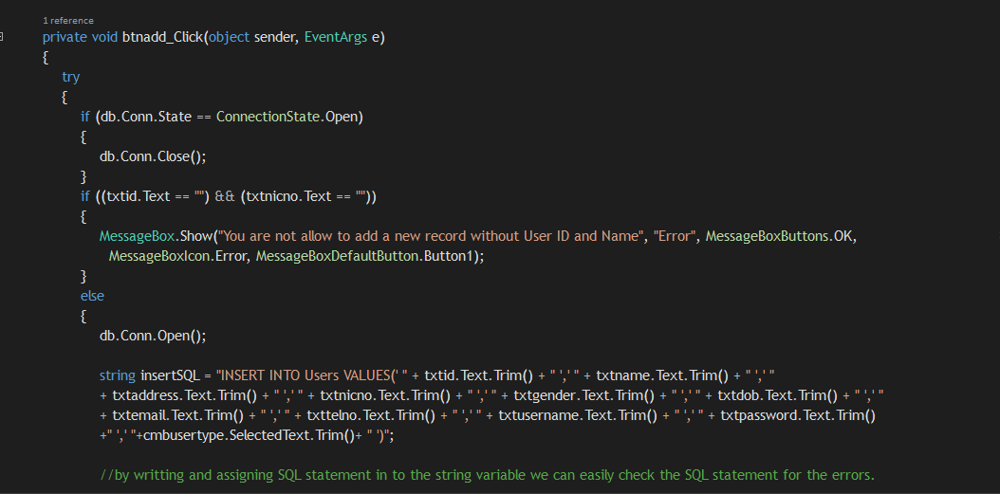 1 reference
private void btnadd_Click(object sender, EventArgs e)
{
try
{
if (db.Conn.State == ConnectionState.Open)
{
db.Conn.Close();
}
if ((txtid.Text == "") && (txtnicno.Text == ""))
{
MessageBox.Show("You are not allow to add a new record without User ID and Name", "Error", MessageBoxButtons.OK,
MessageBoxIcon.Error, MessageBoxDefaultButton.Button1);
}
else
{
db.Conn.Open();
string insertSQL = "INSERT INTO Users VALUES(' " + txtid.Text.Trim() + " ',' " + txtname.Text.Trim() + " ',' "
+ txtaddress.Text.Trim() + " ',' " + txtnicno.Text.Trim() + " ',' " + txtgender.Text.Trim() + " ',' " + txtdob.Text.Trim() + " ',' "
+ txtemail.Text.Trim() + " ',' " + txttelno.Text.Trim() + " ',' " + txtusername.Text.Trim() + " ',' " + txtpassword.Text.Trim()
+" ',' "+cmbusertype.SelectedText.Trim()+ " ')";
//by writting and assigning SQL statement in to the string variable we can easily check the SQL statement for the errors.